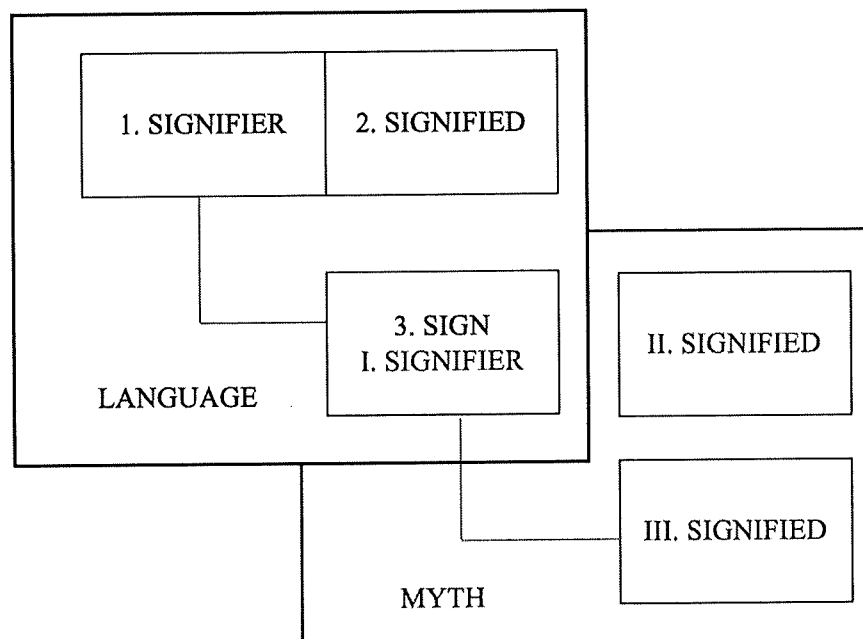 1. SIGNIFIER
2. SIGNIFIED
3. SIGN
I. SIGNIFIER
II. SIGNIFIED
LANGUAGE
III. SIGNIFIED
MYTH